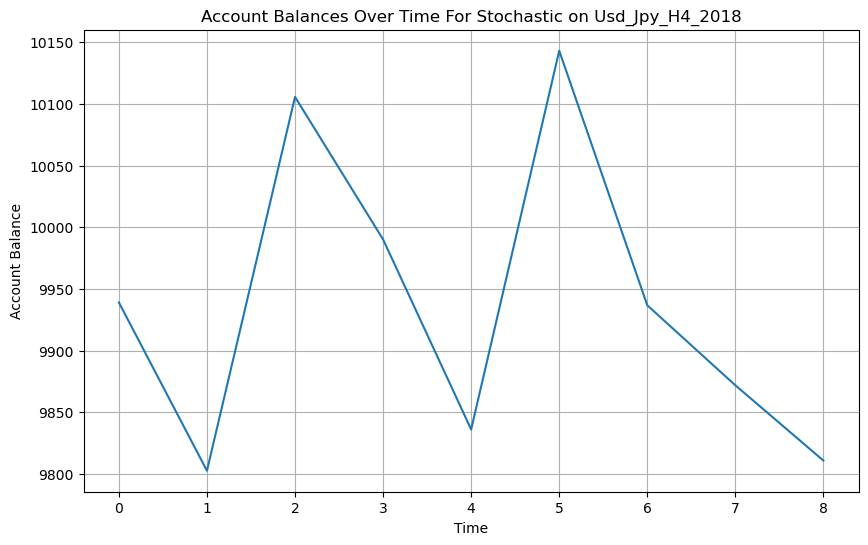 Account Balances Over Time For Stochastic on Usd_Jpy_H4_2018
10150
10100
10050
10000
9950
9900
9850
9800
Account Balance
0 1 2 3 4 5 6 7 8
Time